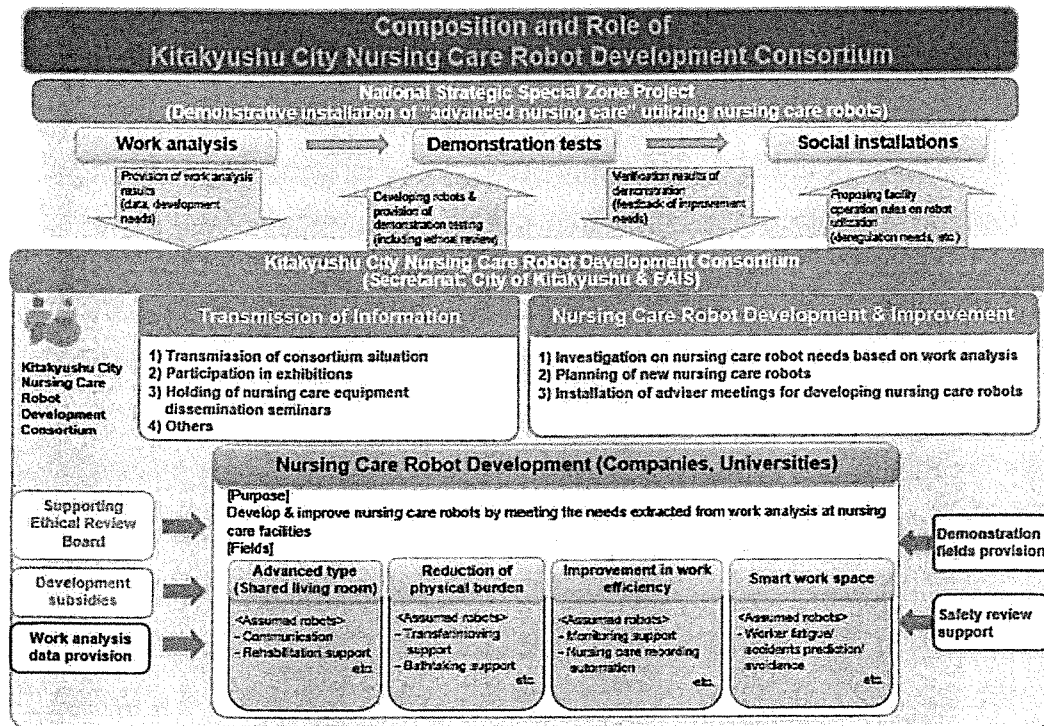 Composition and Role of
Kitakyushu City Nursing Care Robot Development Consortium
National Strategic Special Zone Project
(Demonstrative installation of "advanced nursing care" utilizing nursing care robots)
Work analysis
Demonstration tests
Social installations
Provision of work analysis
results
(data, development
needs)
Developing robots &
provision of
demonstration testing
(including ethical review)
Verification results of
demonstration
(feedback of improvement
needs)
Proposing facility
operation rules on robot
utilization
(deregulation needs, etc.)
Kitakyushu City Nursing Care Robot Development Consortium
(Secretariat: City of Kitakyushu & FAIS)
Kitakyushu City
Nursing Care
Robot
Development
Consortium
Transmission of Information
1) Transmission of consortium situation
2) Participation in exhibitions
3) Holding of nursing care equipment
dissemination seminars
4) Others
Nursing Care Robot Development & Improvement
1) Investigation on nursing care robot needs based on work analysis
2) Planning of new nursing care robots
3) Installation of adviser meetings for developing nursing care robots
Nursing Care Robot Development (Companies, Universities)
[Purpose]
Develop & improve nursing care robots by meeting the needs extracted from work analysis at nursing
care facilities
[Fields]
Supporting
Ethical Review
Board
Development
subsidies
Work analysis
data provision
Advanced type
(Shared living room)
<Assumed robots>
- Communication
- Rehabilitation support
etc.
Reduction of
physical burden
<Assumed robots>
- Transfer/moving
support
- Bathtaking support
etc.
Improvement in work
efficiency
<Assumed robots>
- Monitoring support
- Nursing care recording
automation
etc.
Smart work space
<Assumed robots>
- Worker fatigue/
accidents prediction/
avoidance
etc.
Demonstration
fields provision
Safety review
support